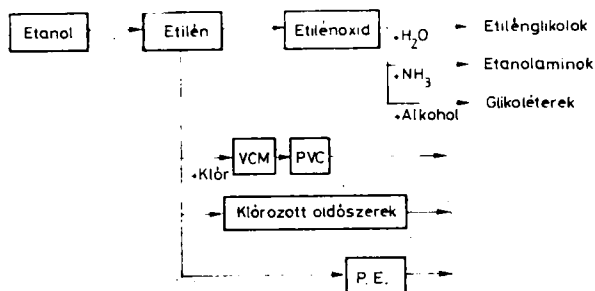 Etanol Etilén Etilénoxid +H₂O Etilénglikolok
+NH₃ Etanolaminok
+Alkohol Glikoléterek
+Klór VCM PVC
Klórozott oldószerek
P.E.